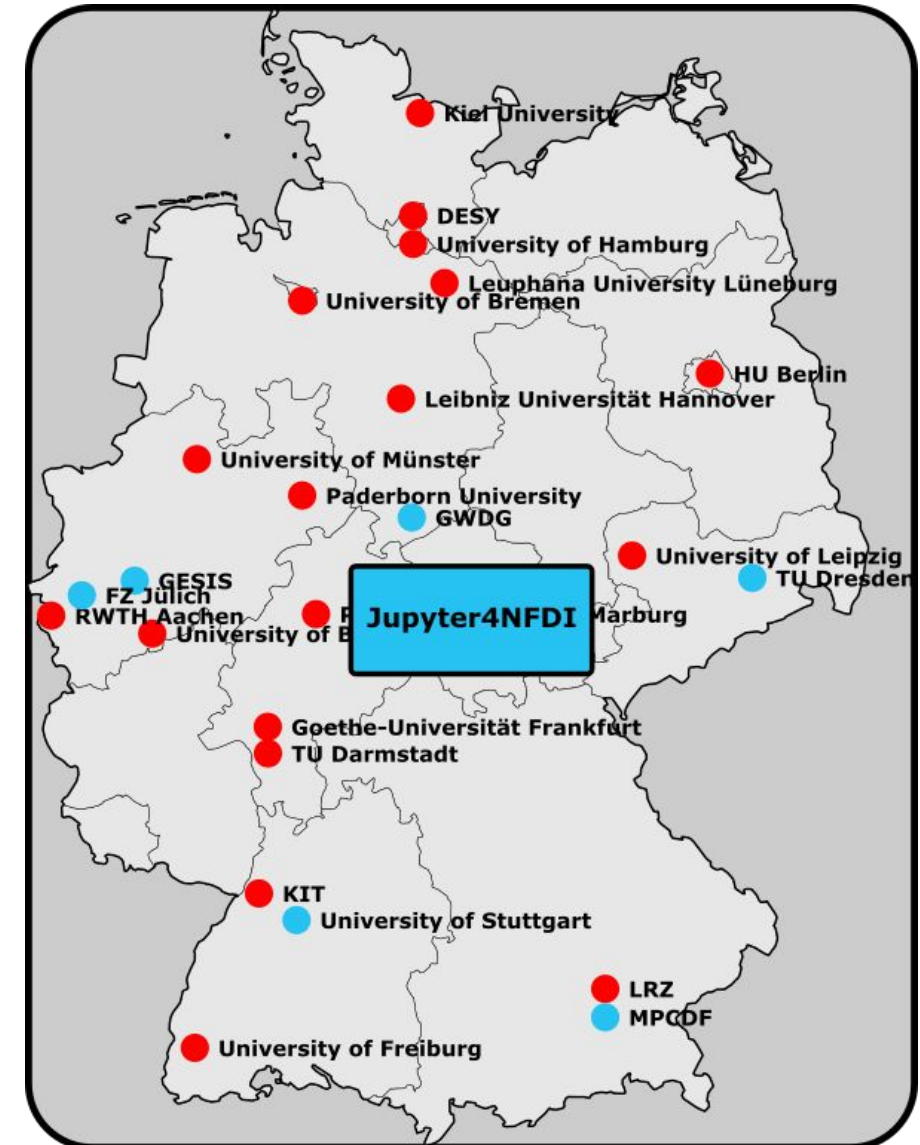 Kiel University
DESY
University of Hamburg
Leuphana University Lüneburg
University of Bremen
HU Berlin
Leibniz Universität Hannover
University of Münster
Paderborn University
GWDG
University of Leipzig
TU Dresden
GESIS
FZ Jülich
RWTH Aachen
Jupyter4NFDI
Marburg
University of
Goethe-Universität Frankfurt
TU Darmstadt
KIT
University of Stuttgart
LRZ
MPCDF
University of Freiburg